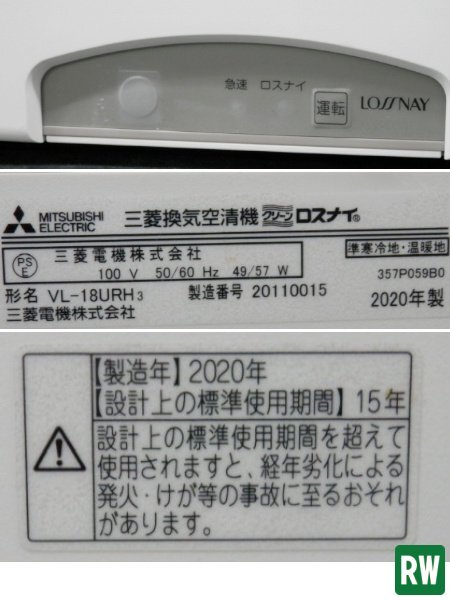 急速 ロスナイ
運転
LOSSNAY
MITSUBISHI ELECTRIC
三菱換気空清機 クリーン ロスナイ®
PS E
三菱電機株式会社
100 V 50/60 Hz 49/57 W
準寒冷地・温暖地
357P059B0
形名 VL-18URH3 製造番号 20110015 2020年製
三菱電機株式会社
【製造年】2020年
【設計上の標準使用期間】15年
設計上の標準使用期間を超えて
使用されますと、経年劣化による
発火・けが等の事故に至るおそれ
があります。
RW